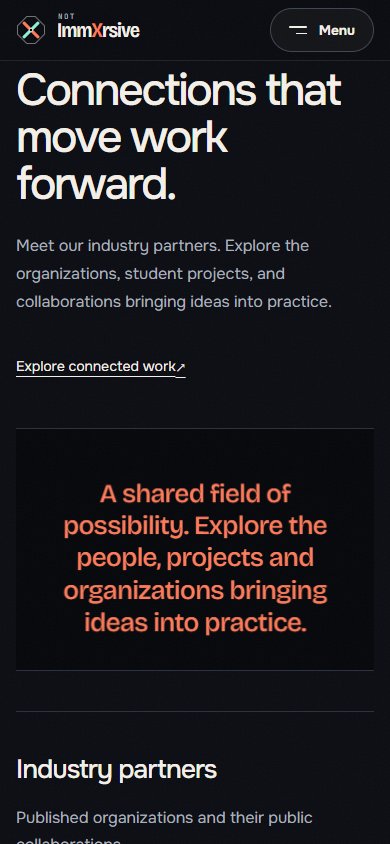 NOT
ImmXrsive
Menu
Connections that
move work
forward.
Meet our industry partners. Explore the
organizations, student projects, and
collaborations bringing ideas into practice.
Explore connected work↗
A shared field of
possibility. Explore the
people, projects and
organizations bringing
ideas into practice.
Industry partners
Published organizations and their public
collaborations.